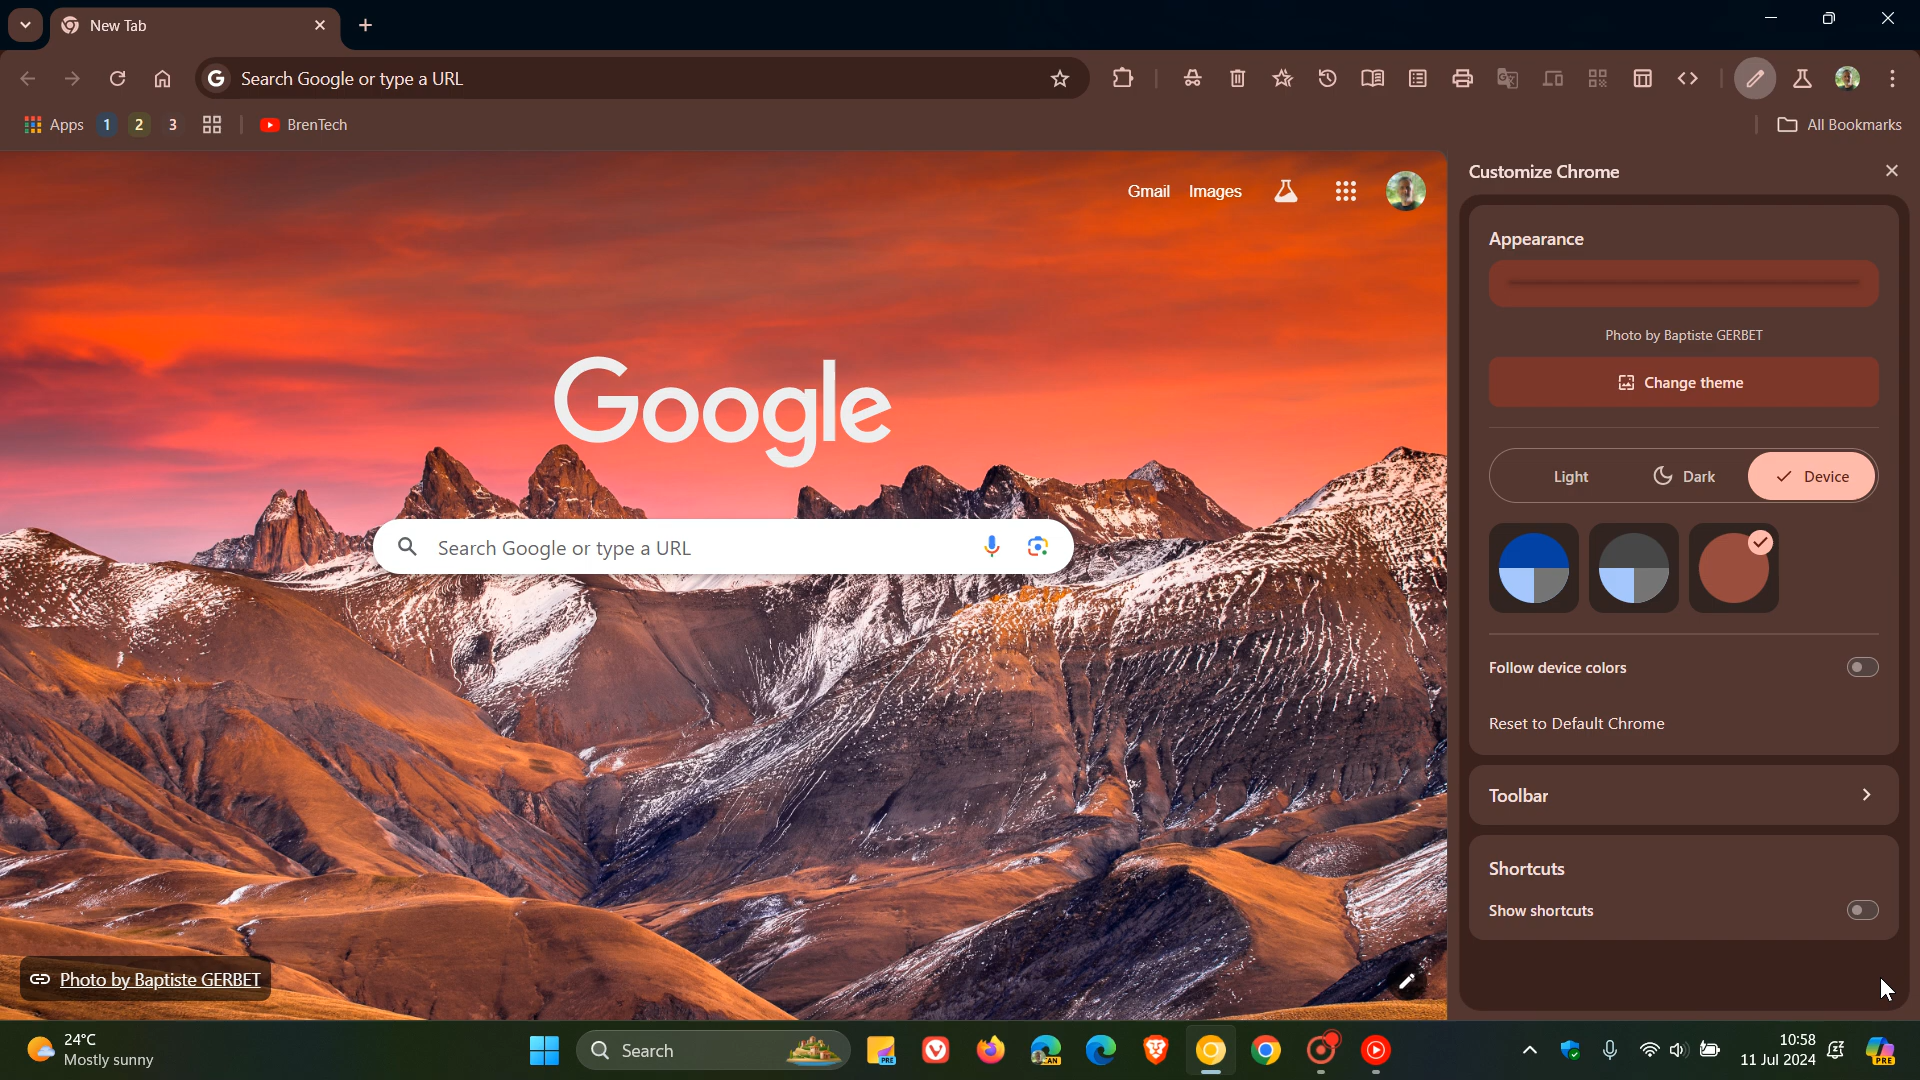 New Tab
Search Google or type a URL
Apps 1 2 3 BrenTech All Bookmarks
Gmail Images
Google
Search Google or type a URL
Photo by Baptiste GERBET
Customize Chrome
Appearance
Photo by Baptiste GERBET
Change theme
Light Dark Device
Follow device colors
Reset to Default Chrome
Toolbar
Shortcuts
Show shortcuts
24°C
Mostly sunny
Search
PRE
CAN
10:58
11 Jul 2024
PRE